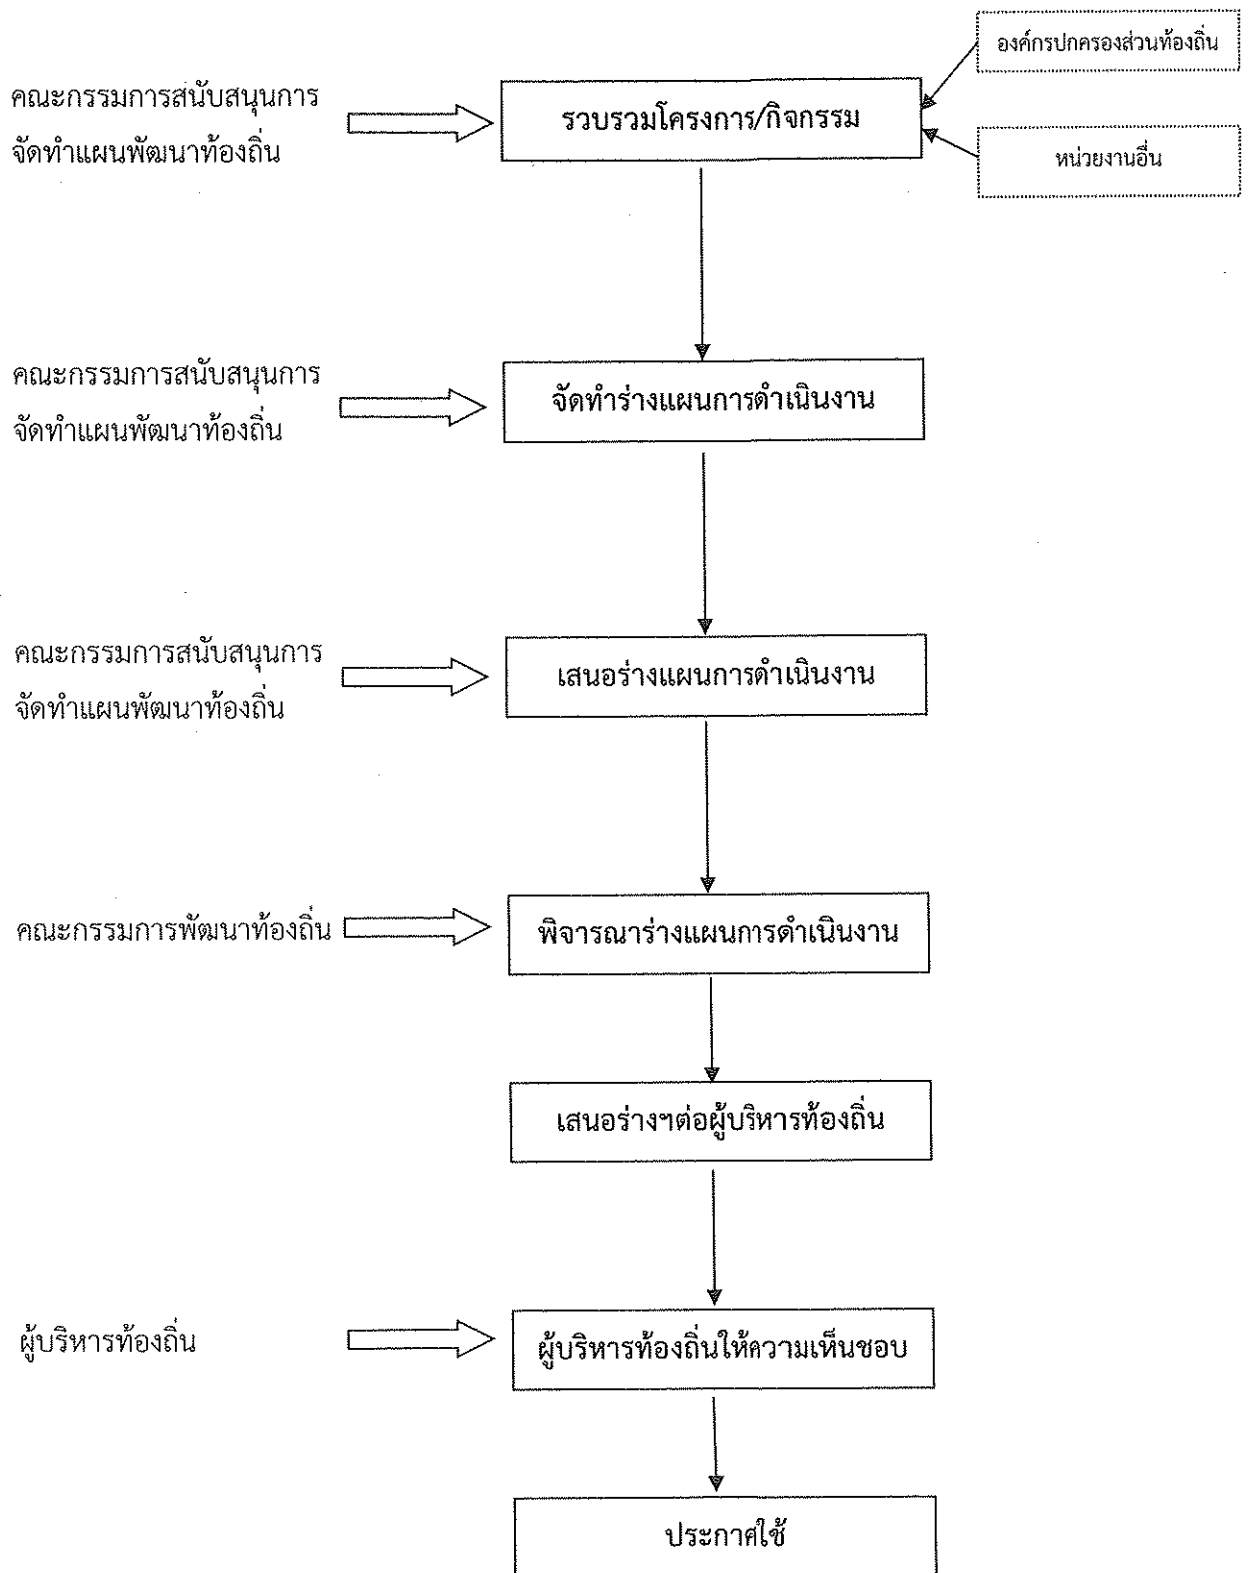 องค์กรปกครองส่วนท้องถิ่น
คณะกรรมการสนับสนุนการ
จัดทำแผนพัฒนาท้องถิ่น
รวบรวมโครงการ/กิจกรรม
หน่วยงานอื่น
คณะกรรมการสนับสนุนการ
จัดทำแผนพัฒนาท้องถิ่น
จัดทำร่างแผนการดำเนินงาน
คณะกรรมการสนับสนุนการ
จัดทำแผนพัฒนาท้องถิ่น
เสนอร่างแผนการดำเนินงาน
คณะกรรมการพัฒนาท้องถิ่น
พิจารณาร่างแผนการดำเนินงาน
เสนอร่างฯต่อผู้บริหารท้องถิ่น
ผู้บริหารท้องถิ่น
ผู้บริหารท้องถิ่นให้ความเห็นชอบ
ประกาศใช้